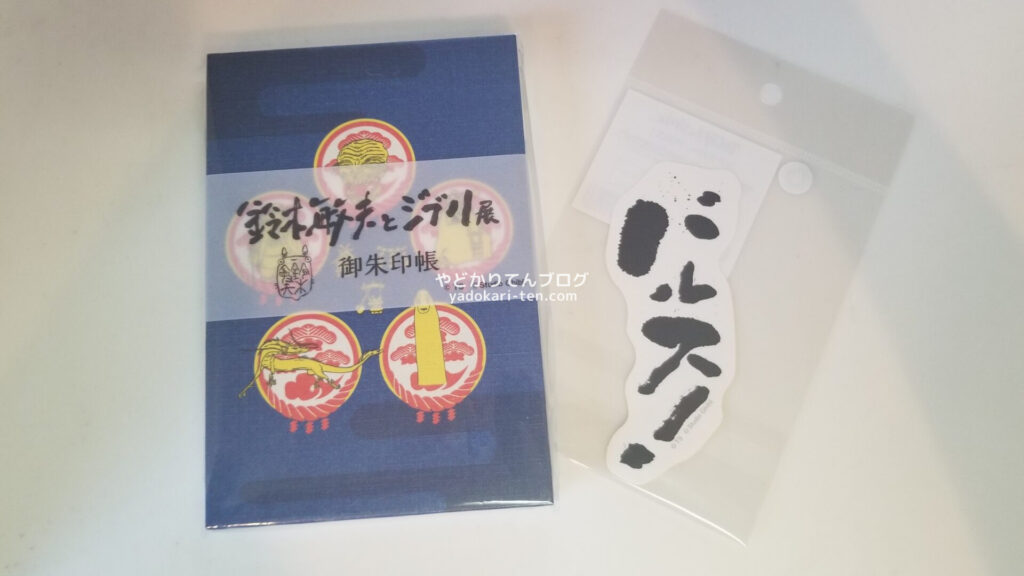 鈴木敏夫とジブリ展
御朱印帳
やどかりてんブログ
yadokari-ten.com
バルス!